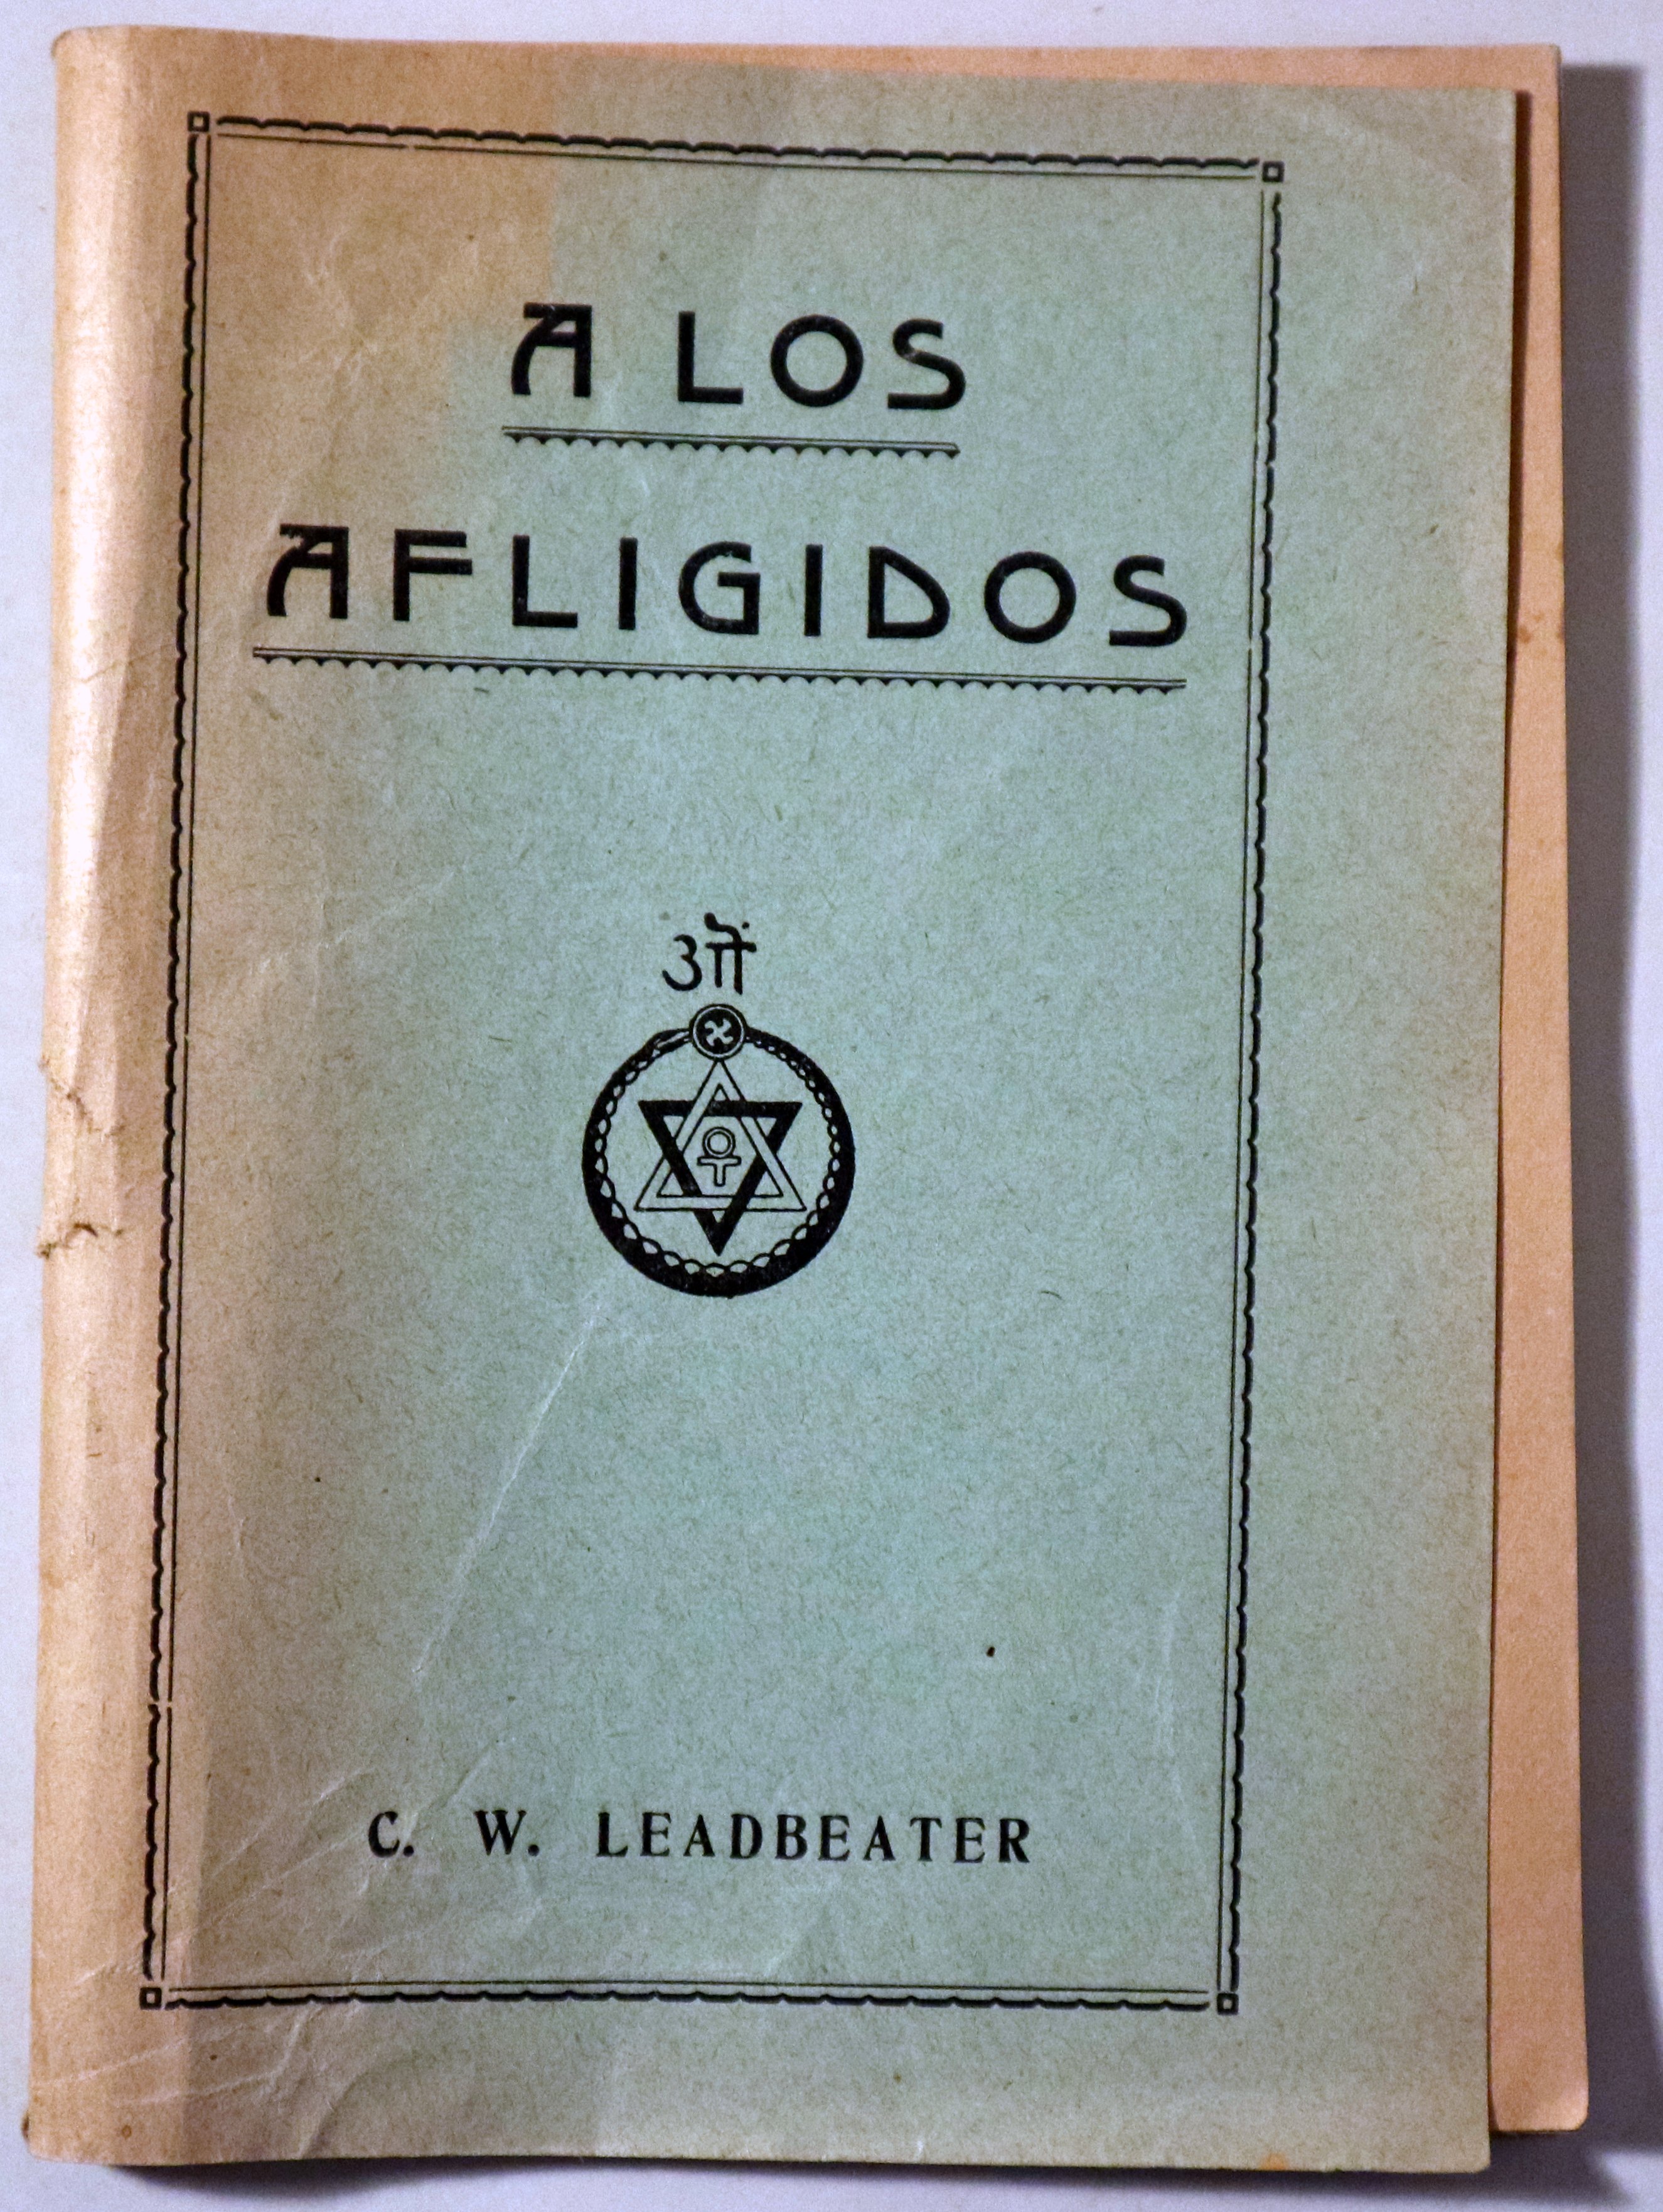 A LOS
AFLIGIDOS
ओं
C. W. LEADBEATER